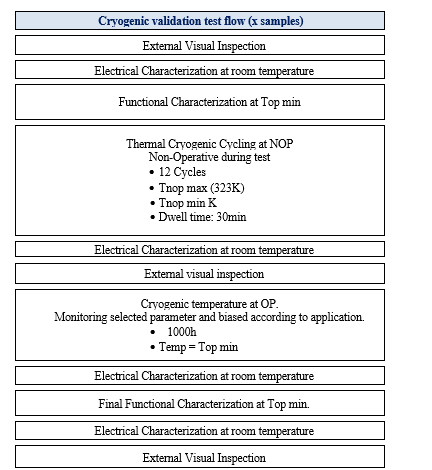 Cryogenic validation test flow (x samples)
External Visual Inspection
Electrical Characterization at room temperature
Functional Characterization at Top min
Thermal Cryogenic Cycling at NOP
Non-Operative during test
• 12 Cycles
• Tnop max (323K)
• Tnop min K
• Dwell time: 30min
Electrical Characterization at room temperature
External visual inspection
Cryogenic temperature at OP.
Monitoring selected parameter and biased according to application.
• 1000h
• Temp = Top min
Electrical Characterization at room temperature
Final Functional Characterization at Top min.
Electrical Characterization at room temperature
External Visual Inspection